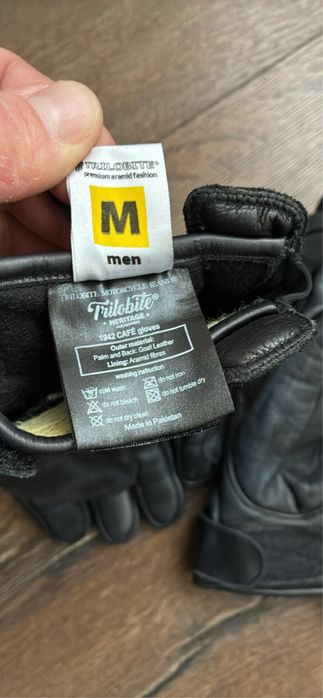 TRILOBITE®
premium aramid fashion
M
men
TRILOBITE MOTORCYCLE JEANS
Trilobite®
HERITAGE
1942 CAFÉ gloves
Outer material:
Palm and Back: Goat Leather
Lining: Aramid fibres
washing instruction:
cold wash
do not iron
do not bleach
do not tumble dry
do not dry clean
Made in Pakistan